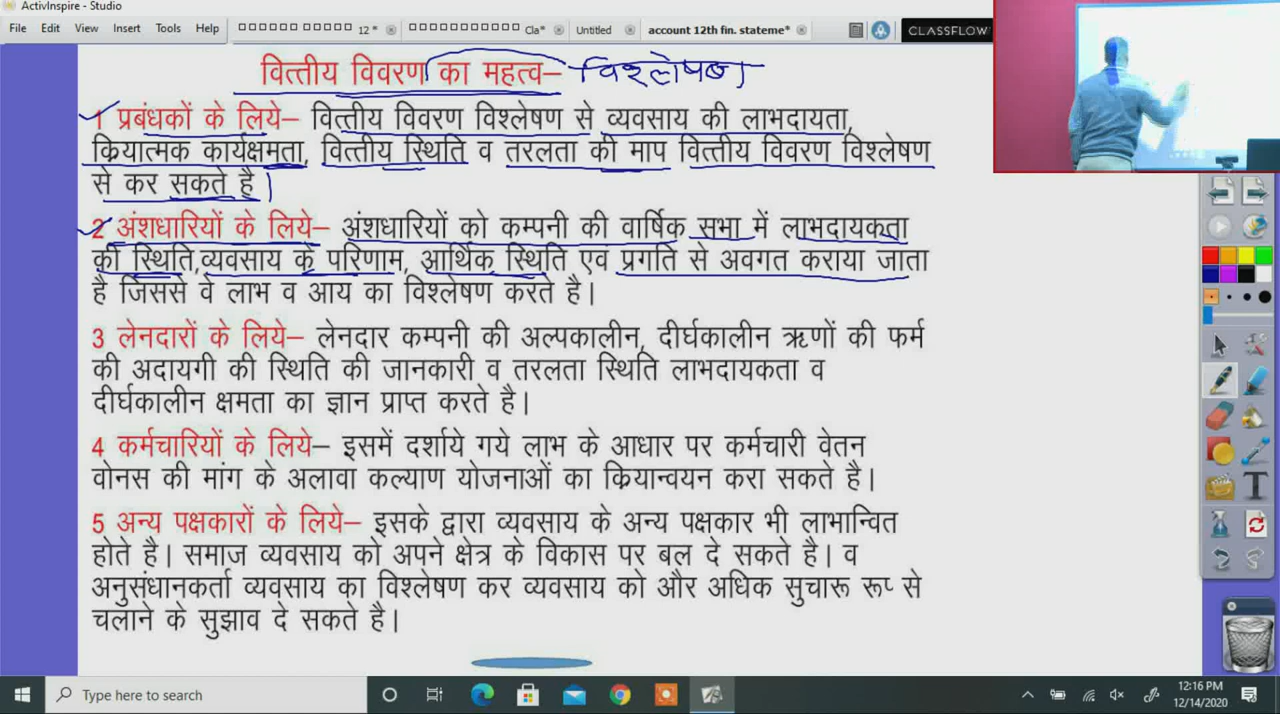 ActivInspire - Studio
File Edit View Insert Tools Help
12 * Cla* Untitled account 12th fin. stateme* CLASSFLOW
वित्तीय विवरण का महत्व– विश्लेषण
1 प्रबंधकों के लिये– वित्तीय विवरण विश्लेषण से व्यवसाय की लाभदायता,
कियात्मक कार्यक्षमता, वित्तीय स्थिति व तरलता की माप वित्तीय विवरण विश्लेषण
से कर सकते है।
2 अंशधारियों के लिये– अंशधारियों को कम्पनी की वार्षिक सभा में लाभदायकता
की स्थिति,व्यवसाय के परिणाम, आर्थिक स्थिति एवं प्रगति से अवगत कराया जाता
है जिससे वे लाभ व आय का विश्लेषण करते है।
3 लेनदारों के लिये– लेनदार कम्पनी की अल्पकालीन, दीर्घकालीन ऋणों की फर्म
की अदायगी की स्थिति की जानकारी व तरलता स्थिति लाभदायकता व
दीर्घकालीन क्षमता का ज्ञान प्राप्त करते है।
4 कर्मचारियों के लिये– इसमें दर्शाये गये लाभ के आधार पर कर्मचारी वेतन
वोनस की मांग के अलावा कल्याण योजनाओं का कियान्वयन करा सकते है।
5 अन्य पक्षकारों के लिये– इसके द्वारा व्यवसाय के अन्य पक्षकार भी लाभान्वित
होते है। समाज व्यवसाय को अपने क्षेत्र के विकास पर बल दे सकते है। व
अनुसंधानकर्ता व्यवसाय का विश्लेषण कर व्यवसाय को और अधिक सुचारू रूप से
चलाने के सुझाव दे सकते है।
Type here to search
12:16 PM
12/14/2020